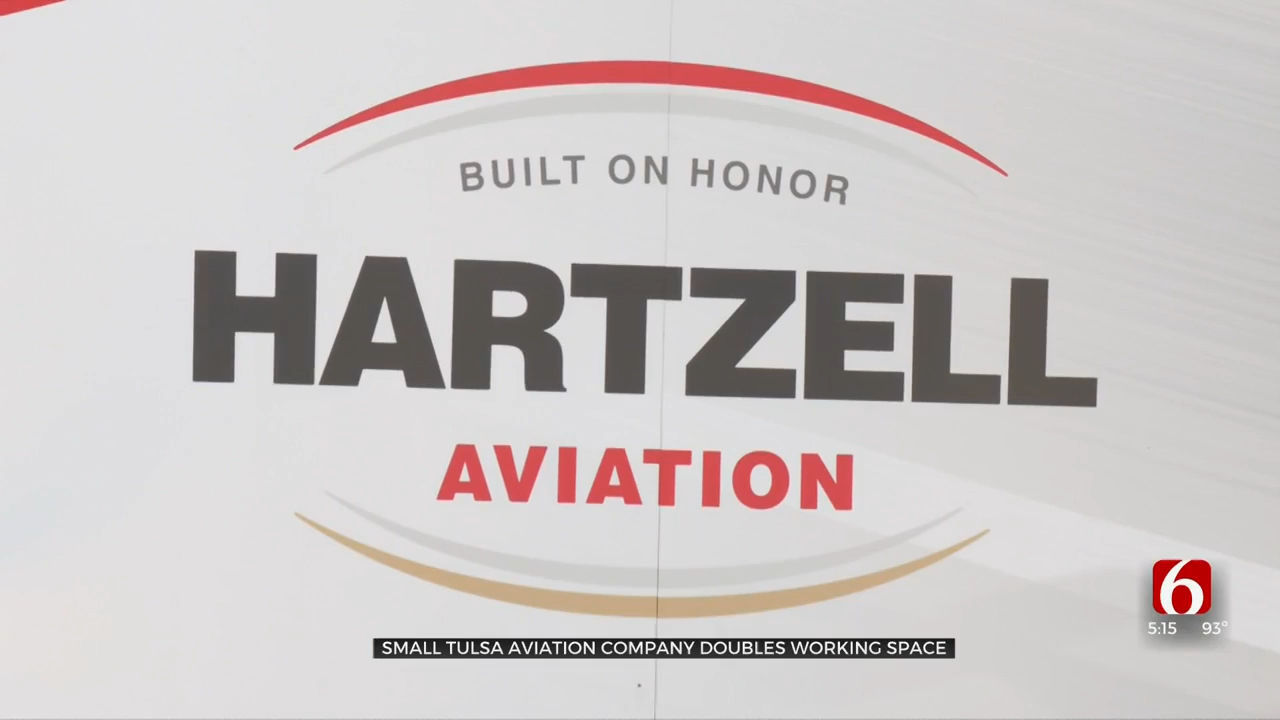 BUILT ON HONOR
HARTZELL
AVIATION
6
5:15 93°
SMALL TULSA AVIATION COMPANY DOUBLES WORKING SPACE